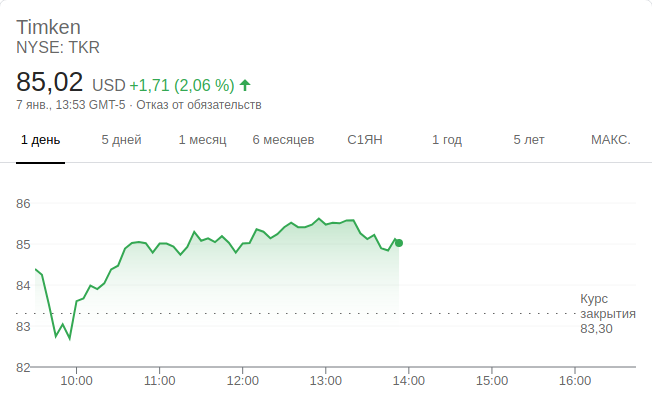 Timken
NYSE: TKR
85,02 USD +1,71 (2,06 %)
7 янв., 13:53 GMT-5 · Отказ от обязательств
1 день 5 дней 1 месяц 6 месяцев С1ЯН 1 год 5 лет МАКС.
86
85
84
Курс
закрытия
83,30
83
82
10:00 11:00 12:00 13:00 14:00 15:00 16:00